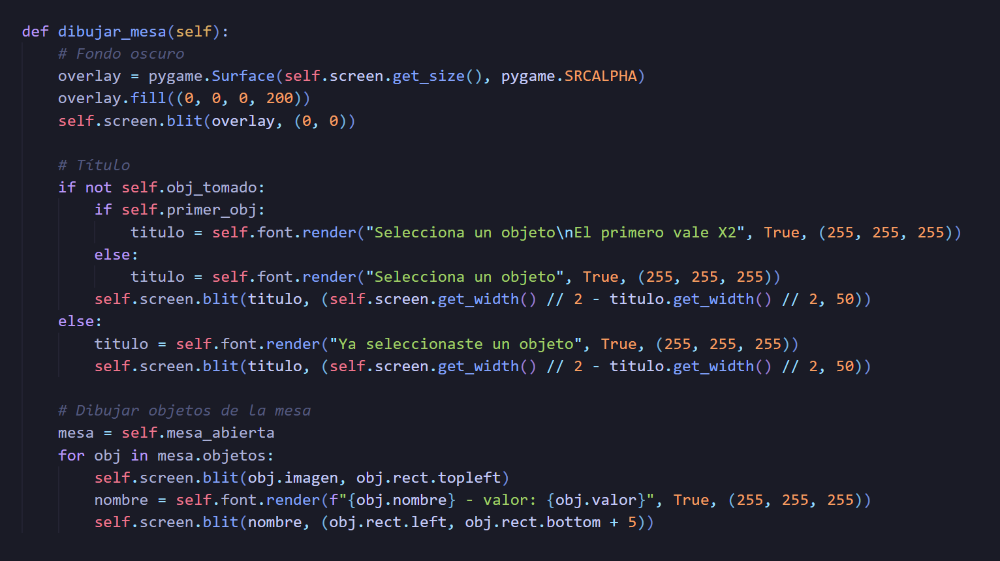 def dibujar_mesa(self):
    # Fondo oscuro
    overlay = pygame.Surface(self.screen.get_size(), pygame.SRCALPHA)
    overlay.fill((0, 0, 0, 200))
    self.screen.blit(overlay, (0, 0))

    # Título
    if not self.obj_tomado:
        if self.primer_obj:
            titulo = self.font.render("Selecciona un objeto\nEl primero vale X2", True, (255, 255, 255))
        else:
            titulo = self.font.render("Selecciona un objeto", True, (255, 255, 255))
        self.screen.blit(titulo, (self.screen.get_width() // 2 - titulo.get_width() // 2, 50))
    else:
        titulo = self.font.render("Ya seleccionaste un objeto", True, (255, 255, 255))
        self.screen.blit(titulo, (self.screen.get_width() // 2 - titulo.get_width() // 2, 50))

    # Dibujar objetos de la mesa
    mesa = self.mesa_abierta
    for obj in mesa.objetos:
        self.screen.blit(obj.imagen, obj.rect.topleft)
        nombre = self.font.render(f"{obj.nombre} - valor: {obj.valor}", True, (255, 255, 255))
        self.screen.blit(nombre, (obj.rect.left, obj.rect.bottom + 5))